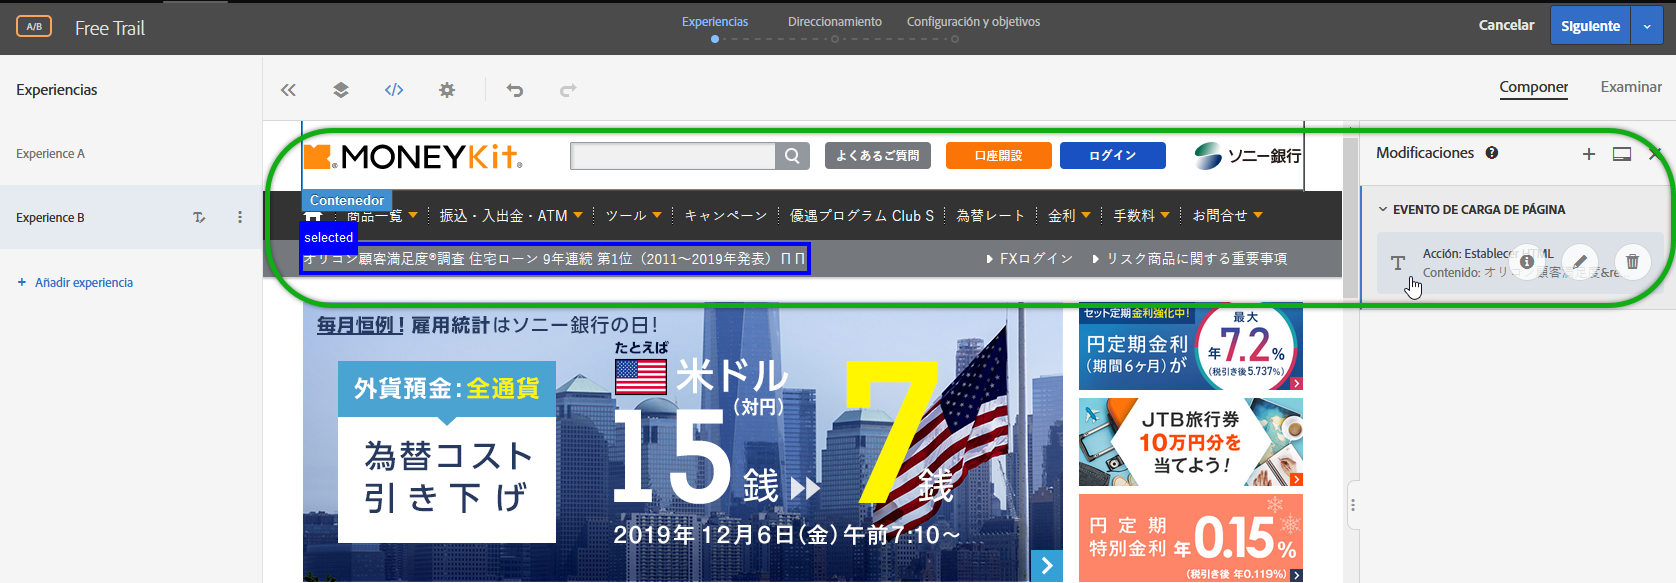 A/B
Free Trail
Experiencias
Direccionamiento
Configuración y objetivos
Cancelar
Siguiente
Experiencias
Componer
Examinar
Experience A
Experience B
+ Añadir experiencia
MONEYKit
よくあるご質問
口座開設
ログイン
ソニー銀行
Contenedor
商品一覧
振込・入出金・ATM
ツール
キャンペーン
優遇プログラム Club S
為替レート
金利
手数料
お問合せ
selected
オリコン顧客満足度®調査 住宅ローン 9年連続 第1位（2011～2019年発表）
FXログイン
リスク商品に関する重要事項
Modificaciones
EVENTO DE CARGA DE PÁGINA
Acción: Establecer HTML
Contenido: オリコン顧客満足度&re...
毎月恒例！雇用統計はソニー銀行の日！
外貨預金：全通貨
為替コスト
引き下げ
たとえば
米ドル
（対円）
15銭
7銭
2019年12月6日(金)午前7:10～
セット定期金利強化中！
円定期金利
（期間6ヶ月）が
最大
年7.2%
（税引き後5.737%）
JTB旅行券
10万円分を
当てよう！
円定期
特別金利
年0.15%
（税引き後 年0.119%）